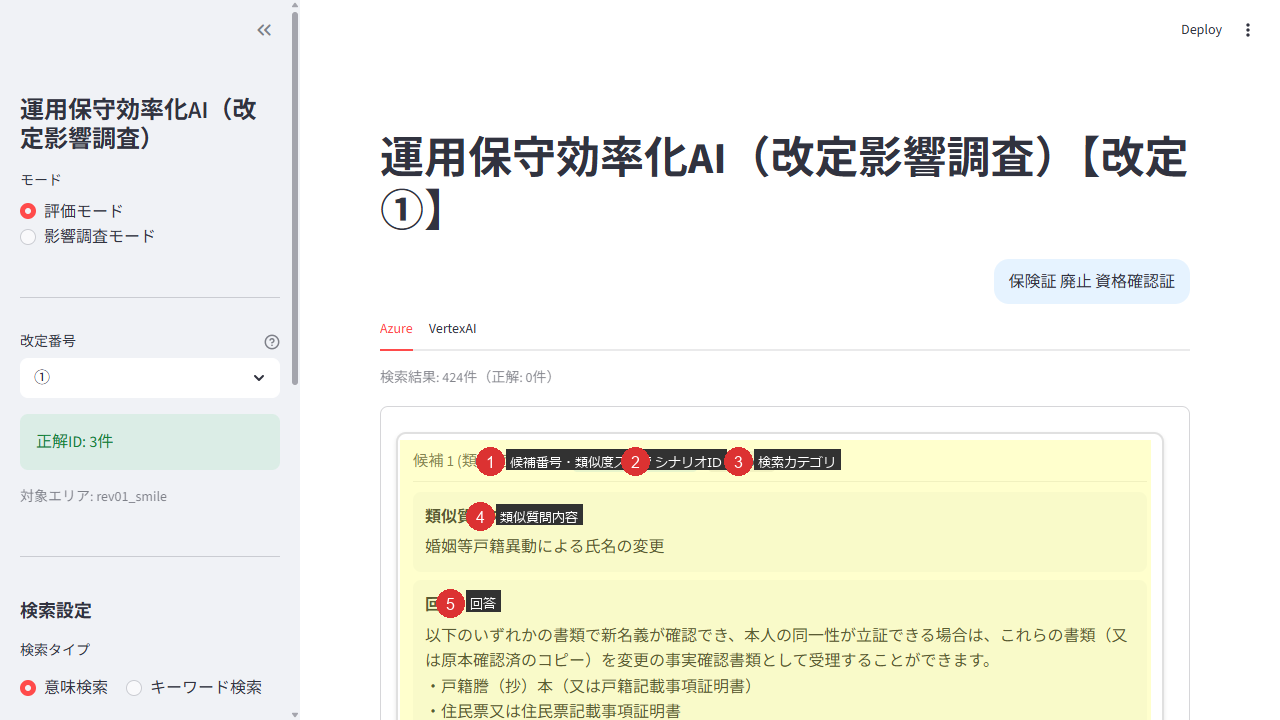 運用保守効率化AI（改
定影響調査）
モード
評価モード
影響調査モード
改定番号
①
正解ID: 3件
対象エリア: rev01_smile
検索設定
検索タイプ
意味検索 キーワード検索
Deploy
運用保守効率化AI（改定影響調査）【改定
①】
保険証 廃止 資格確認証
Azure VertexAI
検索結果: 424件（正解: 0件）
候補 1 (類 1 候補番号・類似度ス 2 シナリオID 3 検索カテゴリ
類似質 4 類似質問内容
婚姻等戸籍異動による氏名の変更
5 回答
以下のいずれかの書類で新名義が確認でき、本人の同一性が立証できる場合は、これらの書類（又
は原本確認済のコピー）を変更の事実確認書類として受理することができます。
・戸籍謄（抄）本（又は戸籍記載事項証明書）
・住民票又は住民票記載事項証明書